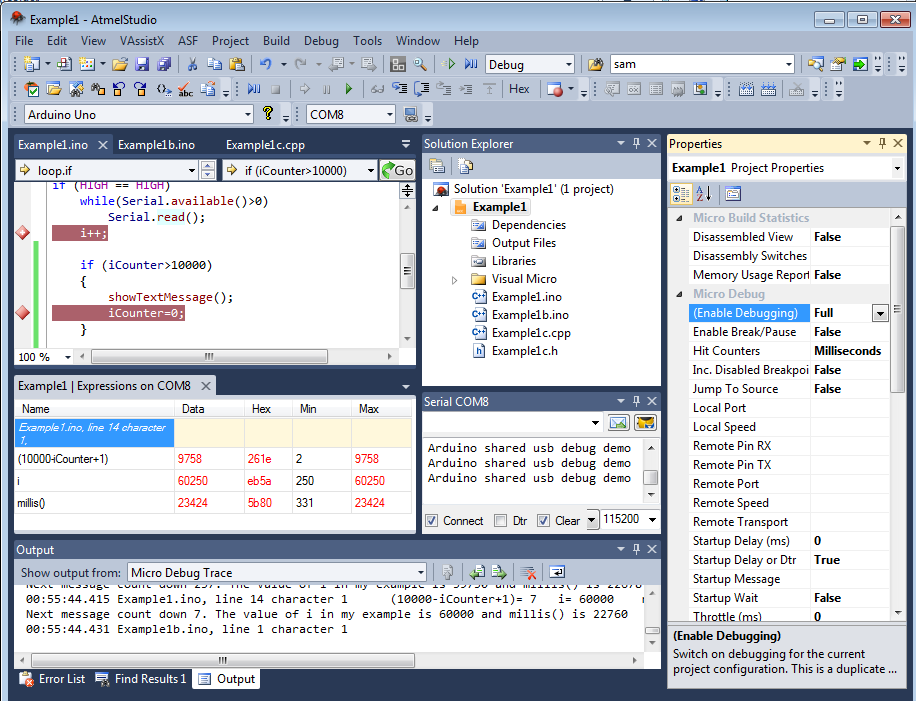 Example1 - AtmelStudio
File Edit View VAssistX ASF Project Build Debug Tools Window Help
Debug sam
abc Hex
Arduino Uno COM8
Example1.ino Example1b.ino Example1c.cpp
loop.if if (iCounter>10000) Go
if (HIGH == HIGH)
while(Serial.available()>0)
Serial.read();
i++;
if (iCounter>10000)
{
showTextMessage();
iCounter=0;
}
100 %
Example1 | Expressions on COM8
Name Data Hex Min Max
Example1.ino, line 14 character
1,
(10000-iCounter+1) 9758 261e 2 9758
i 60250 eb5a 250 60250
millis() 23424 5b80 331 23424
Solution Explorer
Solution 'Example1' (1 project)
Example1
Dependencies
Output Files
Libraries
Visual Micro
Example1.ino
Example1b.ino
Example1c.cpp
Example1c.h
Serial COM8
Arduino shared usb debug demo
Arduino shared usb debug demo
Arduino shared usb debug demo
Connect Dtr Clear 115200
Properties
Example1 Project Properties
Micro Build Statistics
Disassembled View False
Disassembly Switches
Memory Usage Report False
Micro Debug
(Enable Debugging) Full
Enable Break/Pause False
Hit Counters Milliseconds
Inc. Disabled Breakpoi False
Jump To Source False
Local Port
Local Speed
Remote Pin RX
Remote Pin TX
Remote Port
Remote Speed
Remote Transport
Startup Delay (ms) 0
Startup Delay or Dtr True
Startup Message
Startup Wait False
Throttle (ms) 0
(Enable Debugging)
Switch on debugging for the current
project configuration. This is a duplicate ...
Output
Show output from: Micro Debug Trace
Next message count down 257. The value of i in my example is 59750 and millis() is 22678
00:55:44.415 Example1.ino, line 14 character 1 (10000-iCounter+1)= 7 i= 60000
Next message count down 7. The value of i in my example is 60000 and millis() is 22760
00:55:44.431 Example1b.ino, line 1 character 1
Error List Find Results 1 Output